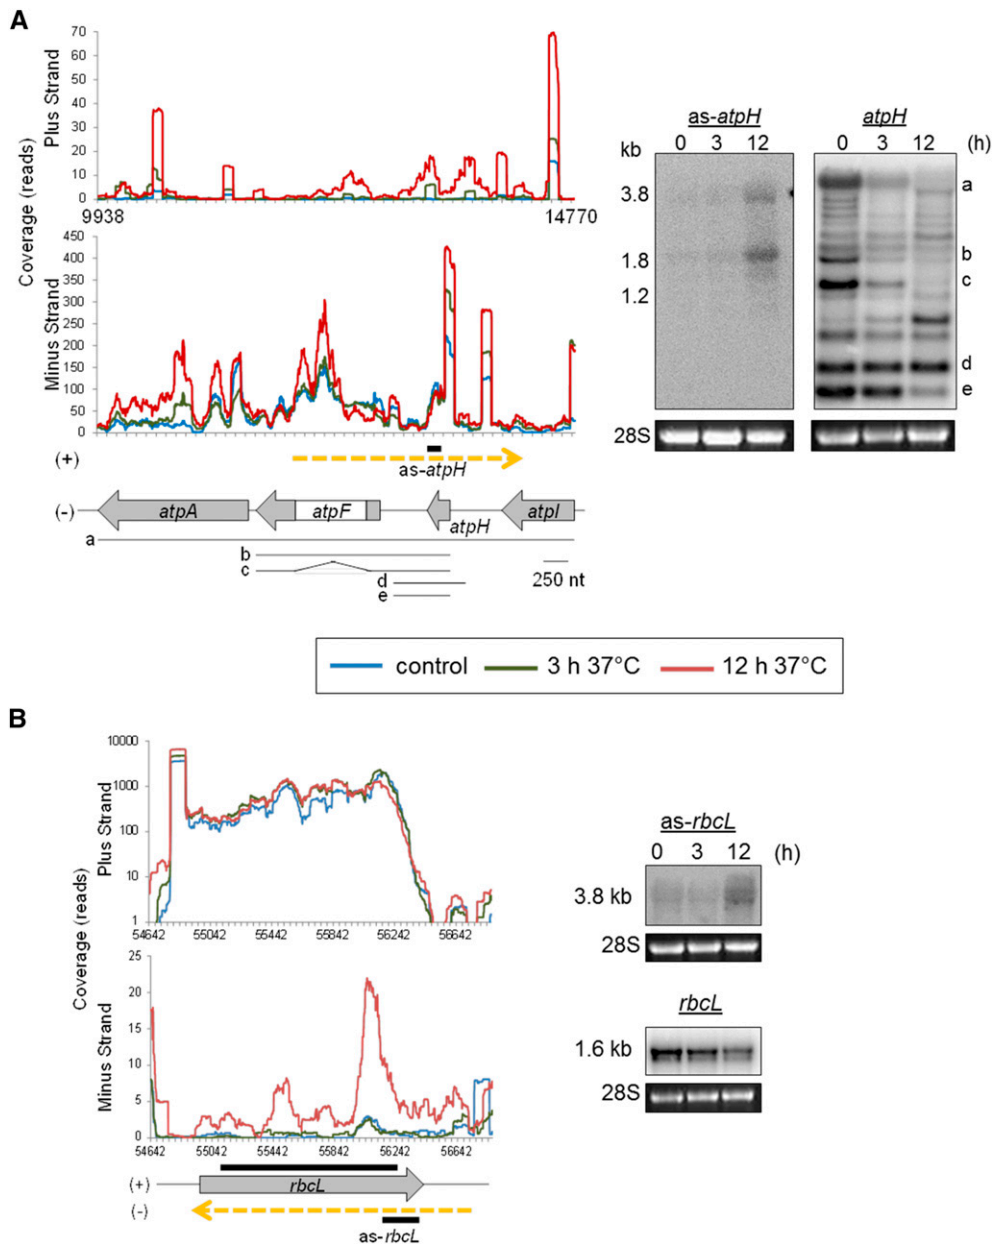 A
Coverage (reads)
Plus Strand
70
60
50
40
30
20
10
0
9938
14770
Minus Strand
450
400
350
300
250
200
150
100
50
0
(+)
as-atpH
(-)
atpA
atpF
atpH
atpI
a
b
c
d
e
250 nt
as-atpH
atpH
0 3 12
0 3 12 (h)
kb
3.8
1.8
1.2
a
b
c
d
e
28S
control
3 h 37°C
12 h 37°C
B
Coverage (reads)
Plus Strand
10000
1000
100
10
1
54642 55042 55442 55842 56242 56642
Minus Strand
25
20
15
10
5
0
54642 55042 55442 55842 56242 56642
(+)
rbcL
(-)
as-rbcL
as-rbcL
0 3 12 (h)
3.8 kb
28S
rbcL
1.6 kb
28S